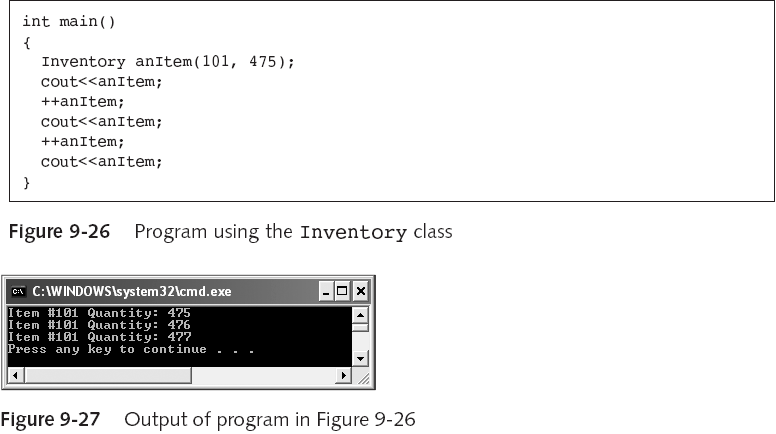 int main()
{
Inventory anItem(101, 475);
cout<<anItem;
++anItem;
cout<<anItem;
++anItem;
cout<<anItem;
}
Figure 9-26 Program using the Inventory class
C:\WINDOWS\system32\cmd.exe
Item #101 Quantity: 475
Item #101 Quantity: 476
Item #101 Quantity: 477
Press any key to continue . . .
Figure 9-27 Output of program in Figure 9-26